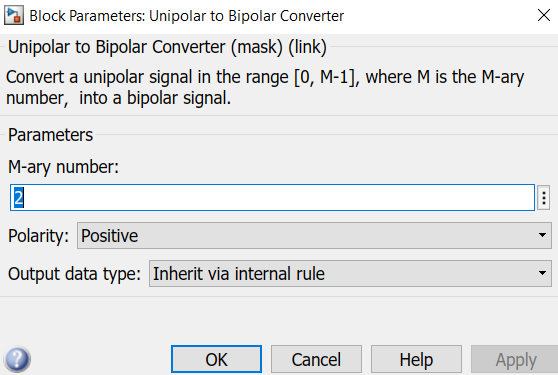 Block Parameters: Unipolar to Bipolar Converter
Unipolar to Bipolar Converter (mask) (link)
Convert a unipolar signal in the range [0, M-1], where M is the M-ary
number,  into a bipolar signal.
Parameters
M-ary number:
2
Polarity: Positive
Output data type: Inherit via internal rule
? OK Cancel Help Apply